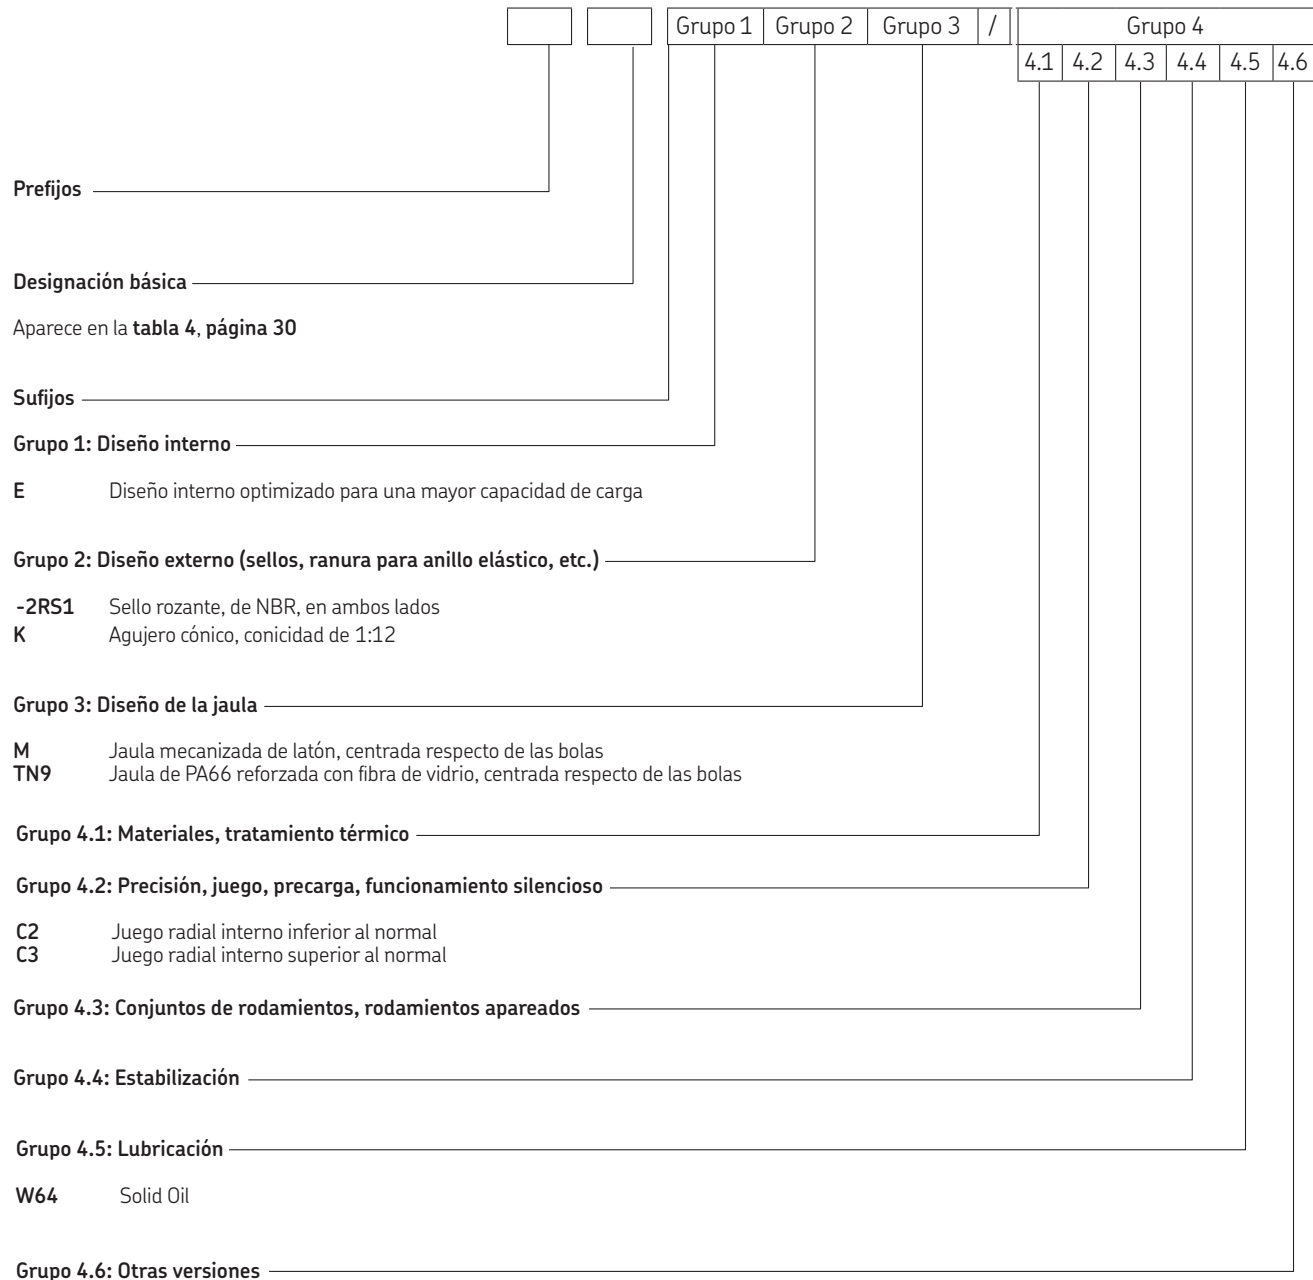 Grupo 1 Grupo 2 Grupo 3 / Grupo 4
4.1 4.2 4.3 4.4 4.5 4.6
Prefijos
Designación básica
Aparece en la tabla 4, página 30
Sufijos
Grupo 1: Diseño interno
E Diseño interno optimizado para una mayor capacidad de carga
Grupo 2: Diseño externo (sellos, ranura para anillo elástico, etc.)
-2RS1 Sello rozante, de NBR, en ambos lados
K Agujero cónico, conicidad de 1:12
Grupo 3: Diseño de la jaula
M Jaula mecanizada de latón, centrada respecto de las bolas
TN9 Jaula de PA66 reforzada con fibra de vidrio, centrada respecto de las bolas
Grupo 4.1: Materiales, tratamiento térmico
Grupo 4.2: Precisión, juego, precarga, funcionamiento silencioso
C2 Juego radial interno inferior al normal
C3 Juego radial interno superior al normal
Grupo 4.3: Conjuntos de rodamientos, rodamientos apareados
Grupo 4.4: Estabilización
Grupo 4.5: Lubricación
W64 Solid Oil
Grupo 4.6: Otras versiones